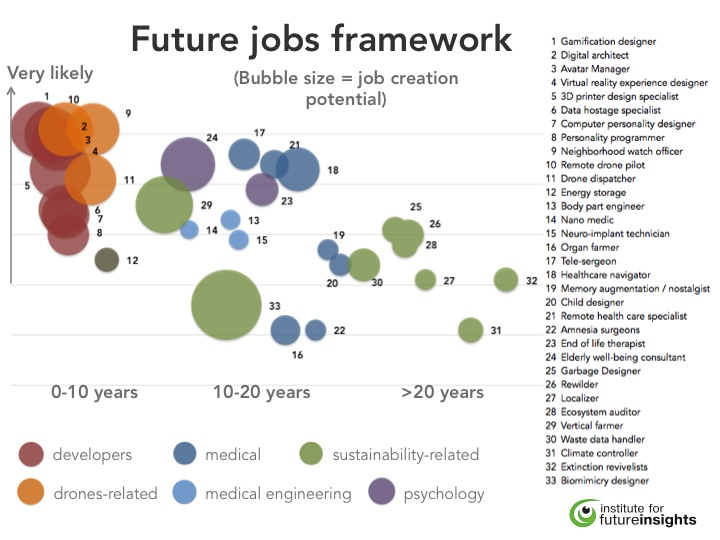 Future jobs framework
Very likely
(Bubble size = job creation
potential)
1
10
9
2
3
4
5
11
6
7
8
12
24
17
21
18
23
29
13
14
15
25
26
28
19
20
30
27
32
33
22
16
31
0-10 years
10-20 years
>20 years
developers
medical
sustainability-related
drones-related
medical engineering
psychology
1 Gamification designer
2 Digital architect
3 Avatar Manager
4 Virtual reality experience designer
5 3D printer design specialist
6 Data hostage specialist
7 Computer personality designer
8 Personality programmer
9 Neighborhood watch officer
10 Remote drone pilot
11 Drone dispatcher
12 Energy storage
13 Body part engineer
14 Nano medic
15 Neuro-implant technician
16 Organ farmer
17 Tele-sergeon
18 Healthcare navigator
19 Memory augmentation / nostalgist
20 Child designer
21 Remote health care specialist
22 Amnesia surgeons
23 End of life therapist
24 Elderly well-being consultant
25 Garbage Designer
26 Rewilder
27 Localizer
28 Ecosystem auditor
29 Vertical farmer
30 Waste data handler
31 Climate controller
32 Extinction revivelists
33 Biomimicry designer
institute for
futureinsights